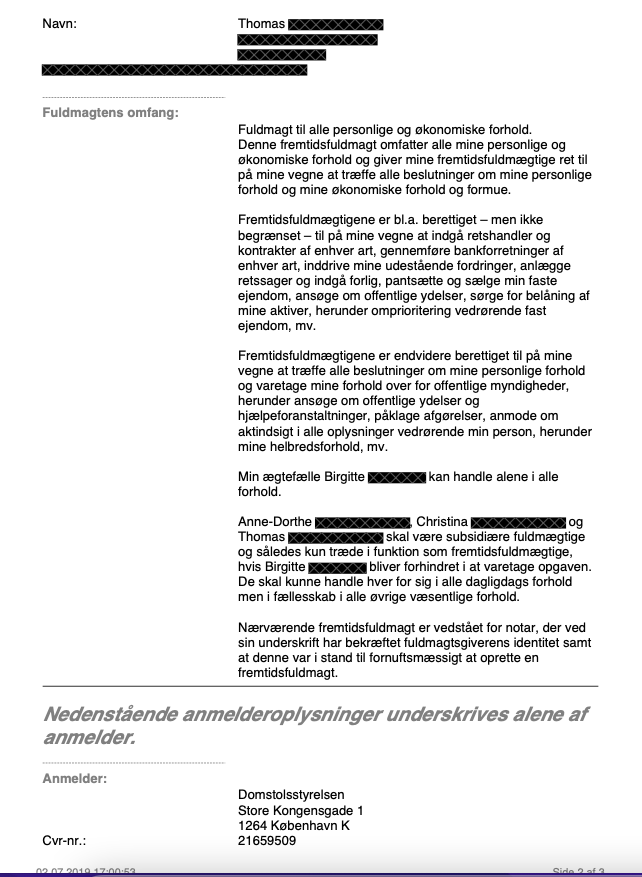 Navn:
Thomas
Fuldmagtens omfang:
Fuldmagt til alle personlige og økonomiske forhold.
Denne fremtidsfuldmagt omfatter alle mine personlige og
økonomiske forhold og giver mine fremtidsfuldmægtige ret til
på mine vegne at træffe alle beslutninger om mine personlige
forhold og mine økonomiske forhold og formue.
Fremtidsfuldmægtigene er bl.a. berettiget – men ikke
begrænset – til på mine vegne at indgå retshandler og
kontrakter af enhver art, gennemføre bankforretninger af
enhver art, inddrive mine udestående fordringer, anlægge
retssager og indgå forlig, pantsætte og sælge min faste
ejendom, ansøge om offentlige ydelser, sørge for belåning af
mine aktiver, herunder omprioritering vedrørende fast
ejendom, mv.
Fremtidsfuldmægtigene er endvidere berettiget til på mine
vegne at træffe alle beslutninger om mine personlige forhold
og varetage mine forhold over for offentlige myndigheder,
herunder ansøge om offentlige ydelser og
hjælpeforanstaltninger, påklage afgørelser, anmode om
aktindsigt i alle oplysninger vedrørende min person, herunder
mine helbredsforhold, mv.
Min ægtefælle Birgitte kan handle alene i alle
forhold.
Anne-Dorthe , Christina og
Thomas skal være subsidiære fuldmægtige
og således kun træde i funktion som fremtidsfuldmægtige,
hvis Birgitte bliver forhindret i at varetage opgaven.
De skal kunne handle hver for sig i alle dagligdags forhold
men i fællesskab i alle øvrige væsentlige forhold.
Nærværende fremtidsfuldmagt er vedstået for notar, der ved
sin underskrift har bekræftet fuldmagtsgiverens identitet samt
at denne var i stand til fornuftsmæssigt at oprette en
fremtidsfuldmagt.
Nedenstående anmelderoplysninger underskrives alene af
anmelder.
Anmelder:
Domstolsstyrelsen
Store Kongensgade 1
1264 København K
Cvr-nr.: 21659509
02.07.2019 17:00:53 Side 2 af 3